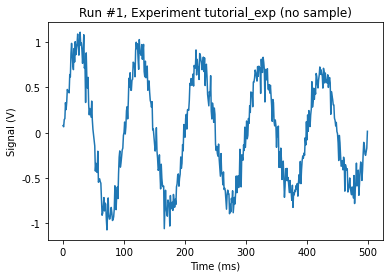 Run #1, Experiment tutorial_exp (no sample)
1
0.5
0
-0.5
-1
Signal (V)
0 100 200 300 400 500
Time (ms)